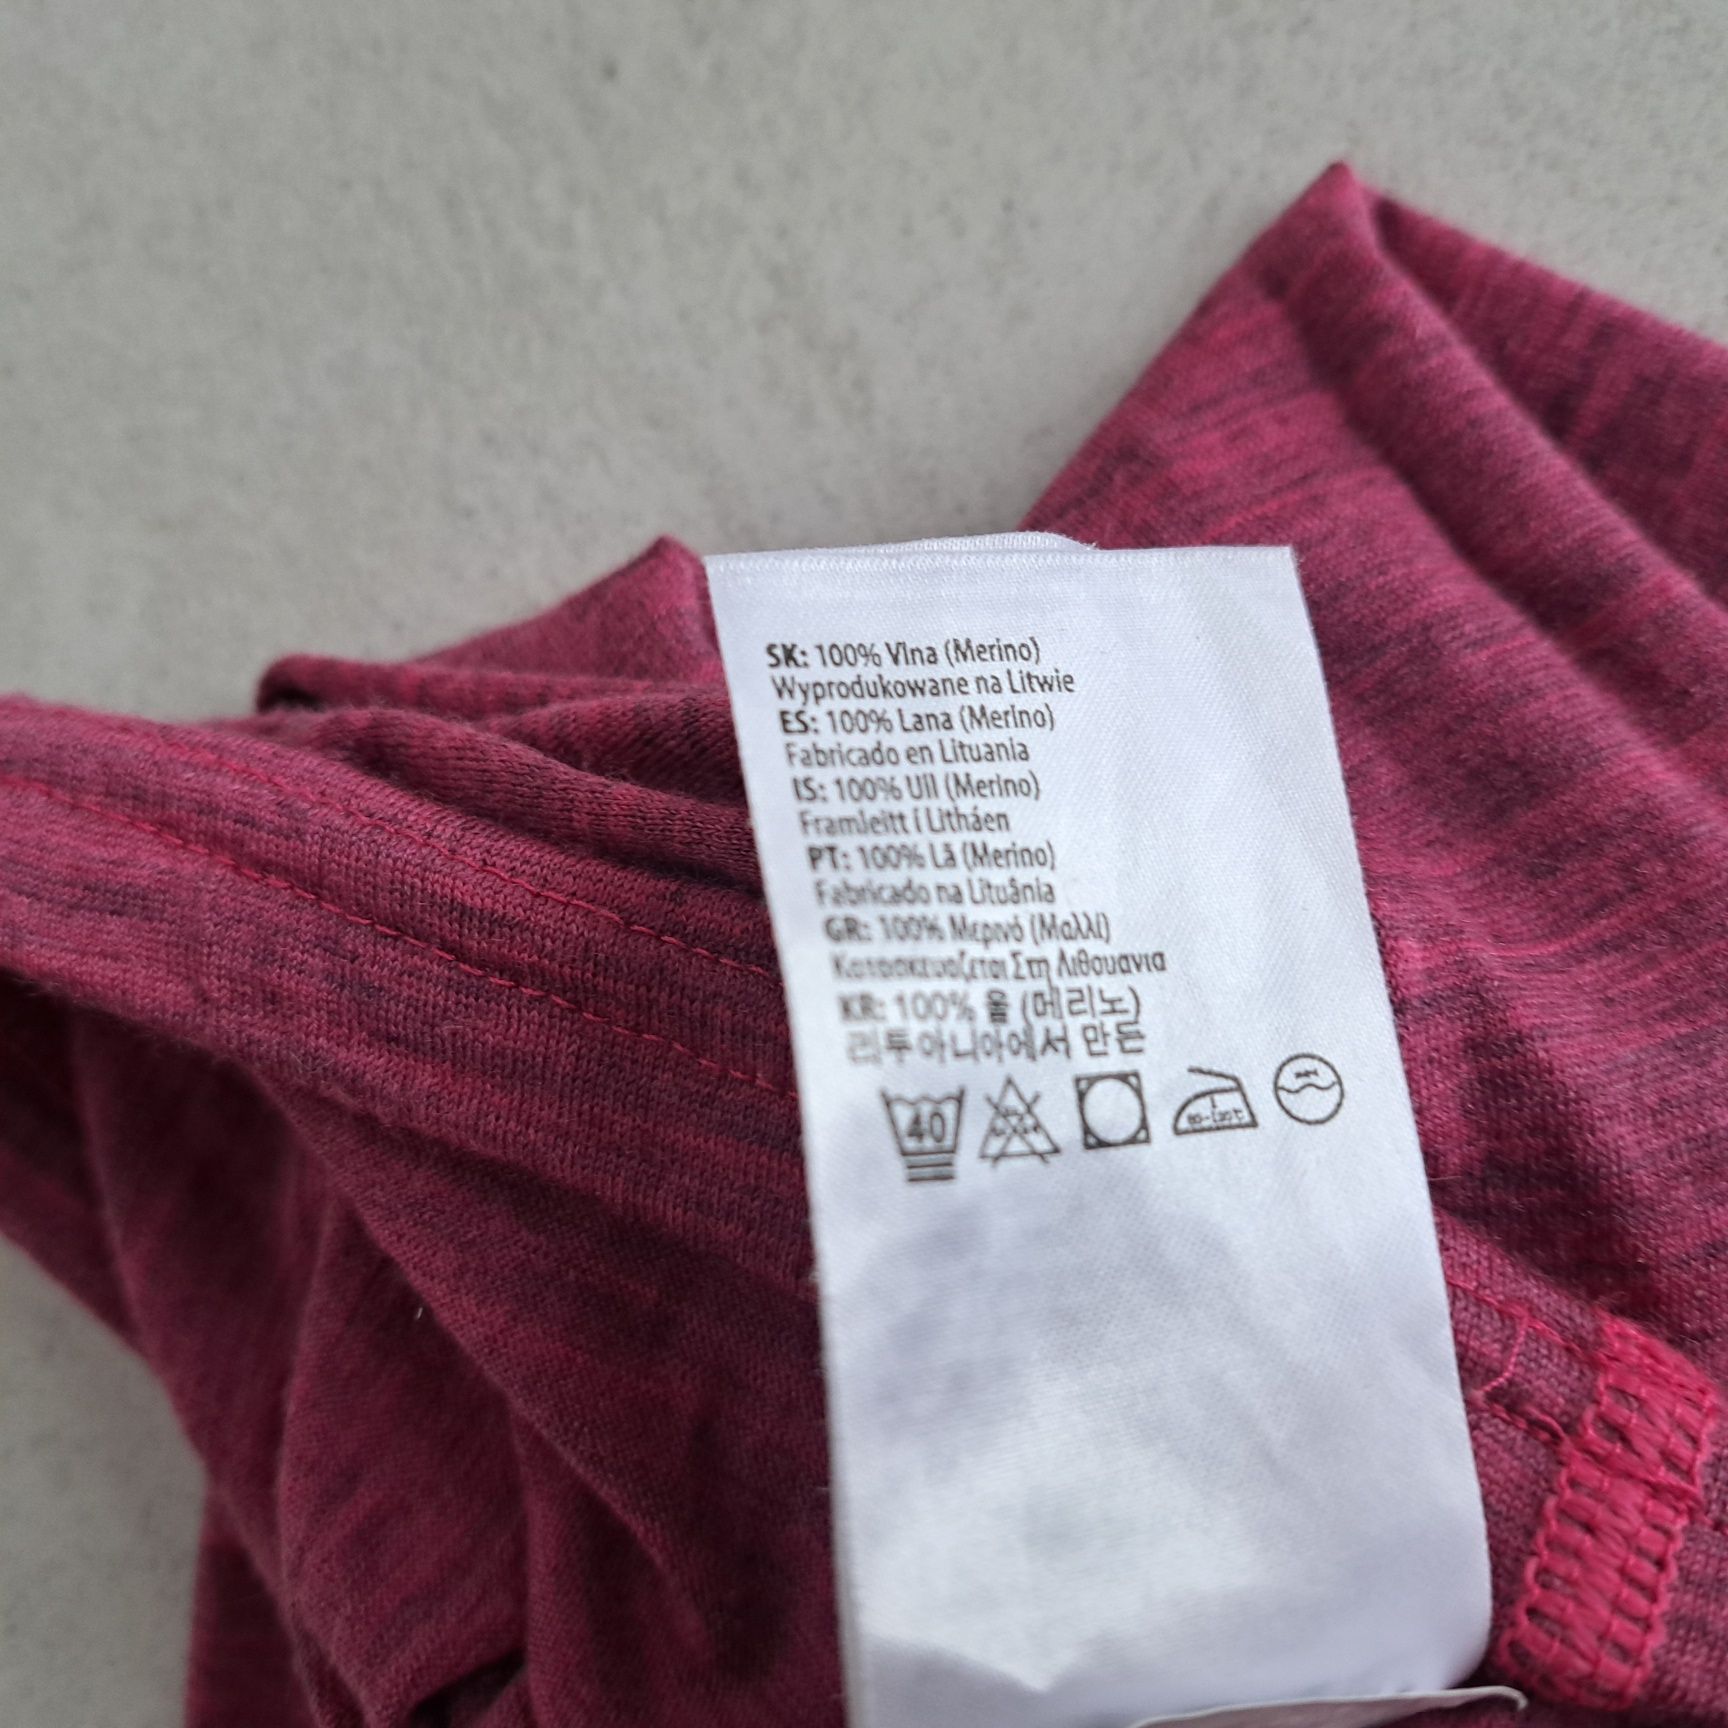 SK: 100% Vlna (Merino)
Wyprodukowane na Litwie
ES: 100% Lana (Merino)
Fabricado en Lituania
IS: 100% Ull (Merino)
Framleitt í Litháen
PT: 100% Lã (Merino)
Fabricado na Lituânia
GR: 100% Μερινό (Μαλλί)
Κατασκευάζεται Στη Λιθουανια
KR: 100% 울 (메리노)
리투아니아에서 만든
40